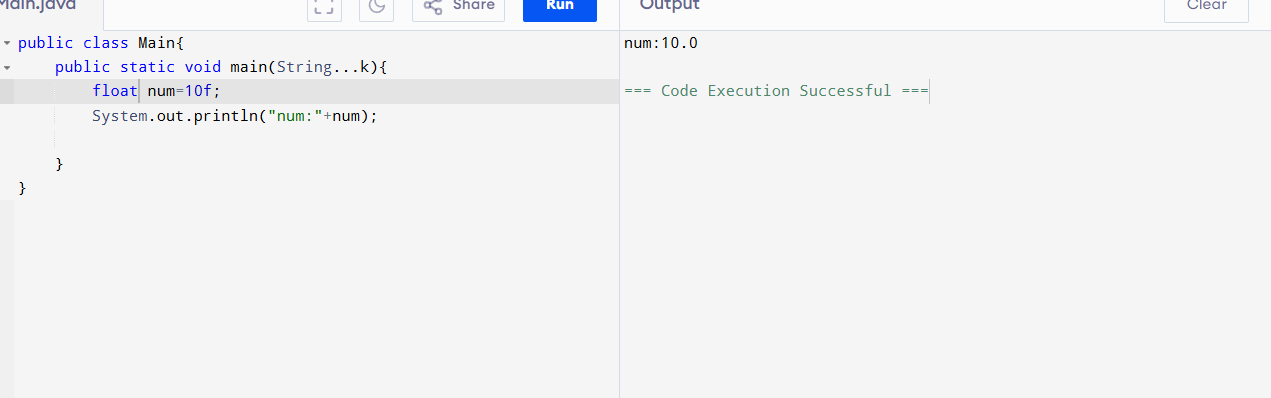 Main.java
Share
Run
Output
Clear
public class Main{
public static void main(String...k){
float num=10f;
System.out.println("num:"+num);
}
}
num:10.0
=== Code Execution Successful ===